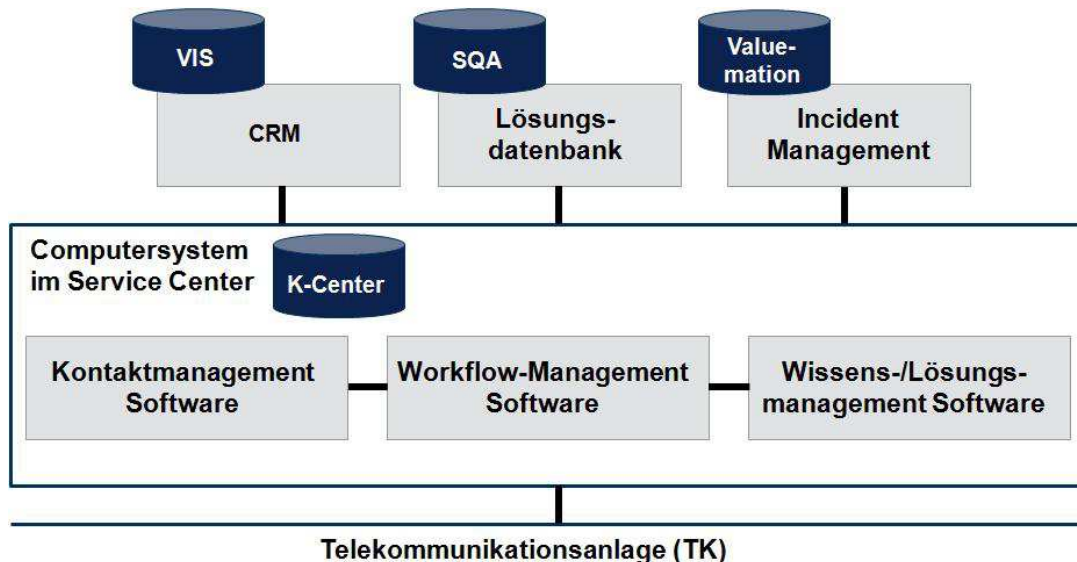 VIS
CRM
SQA
Lösungs-
datenbank
Value-
mation
Incident
Management
Computersystem
im Service Center
K-Center
Kontaktmanagement
Software
Workflow-Management
Software
Wissens-/Lösungs-
management Software
Telekommunikationsanlage (TK)